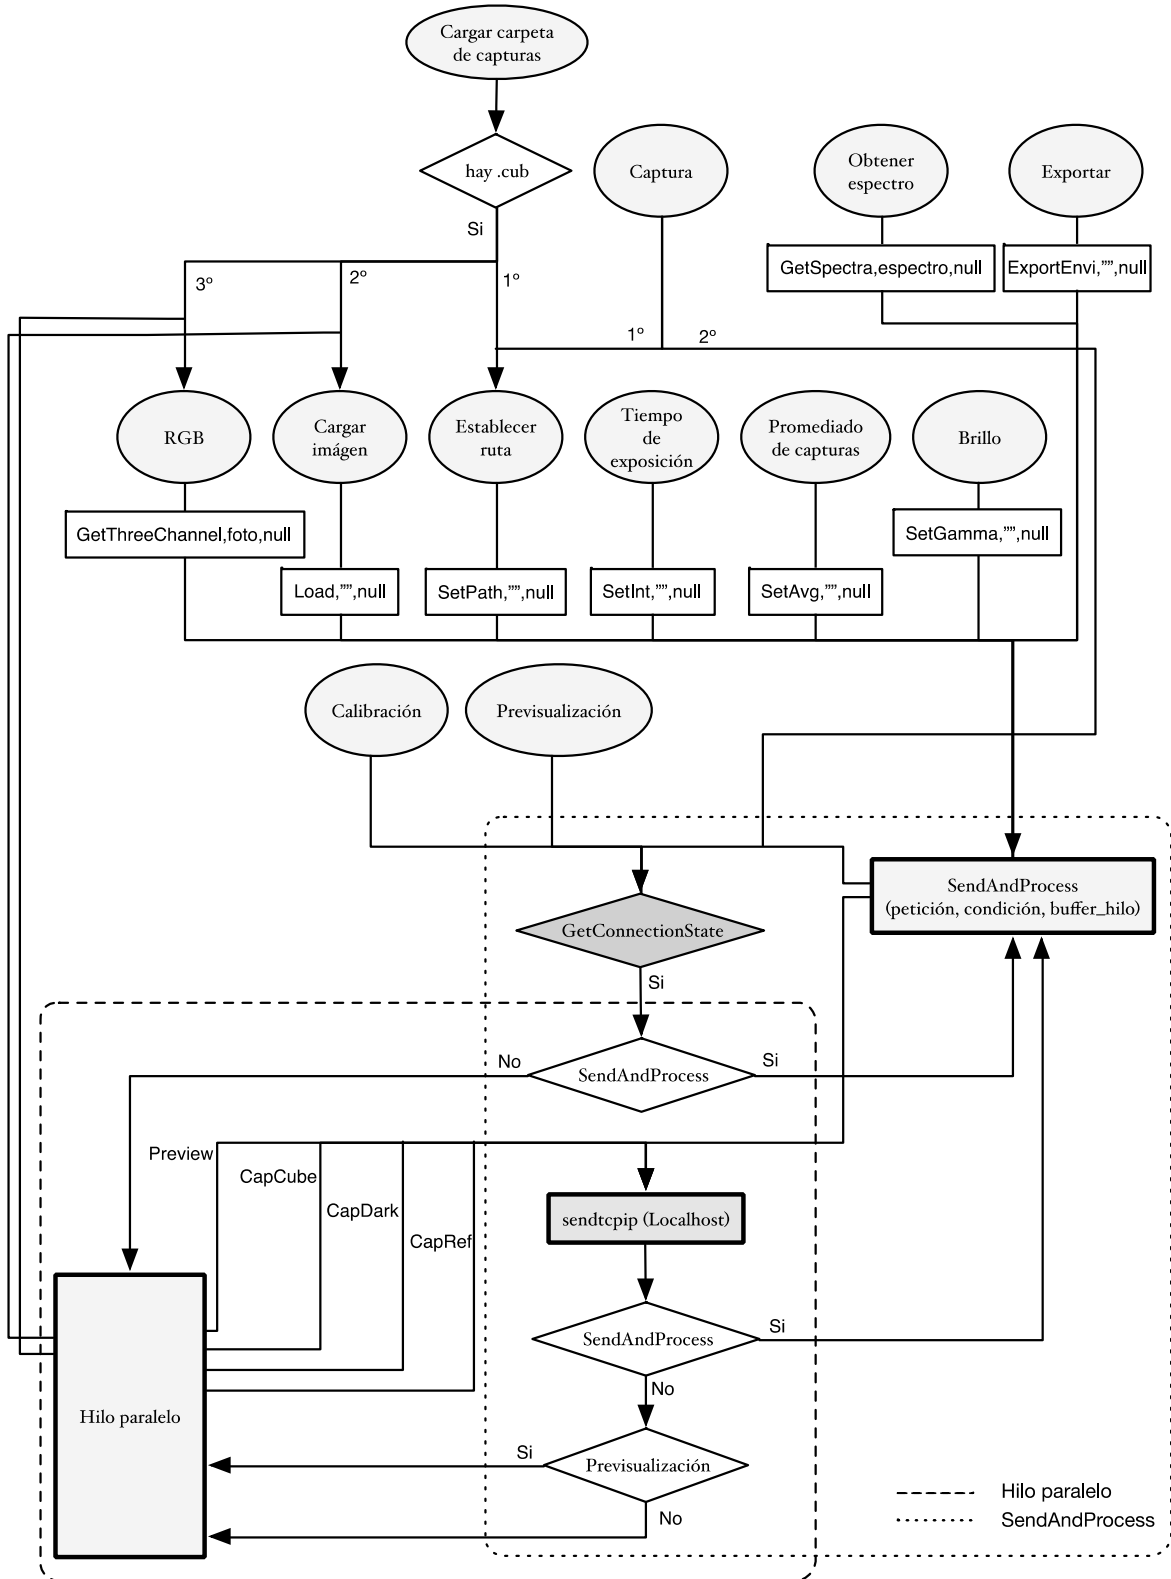 Cargar carpeta
de capturas
hay .cub
Captura
Obtener
espectro
Exportar
Si
GetSpectra,espectro,null
ExportEnvi,””,null
3º
2º
1º
1º
2º
RGB
Cargar
imágen
Establecer
ruta
Tiempo
de
exposición
Promediado
de capturas
Brillo
GetThreeChannel,foto,null
SetGamma,””,null
Load,””,null
SetPath,””,null
SetInt,””,null
SetAvg,””,null
Calibración
Previsualización
SendAndProcess
(petición, condición, buffer_hilo)
GetConnectionState
Si
No
SendAndProcess
Si
Preview
CapCube
CapDark
CapRef
sendtcpip (Localhost)
SendAndProcess
Si
No
Hilo paralelo
Si
Previsualización
No
Hilo paralelo
SendAndProcess